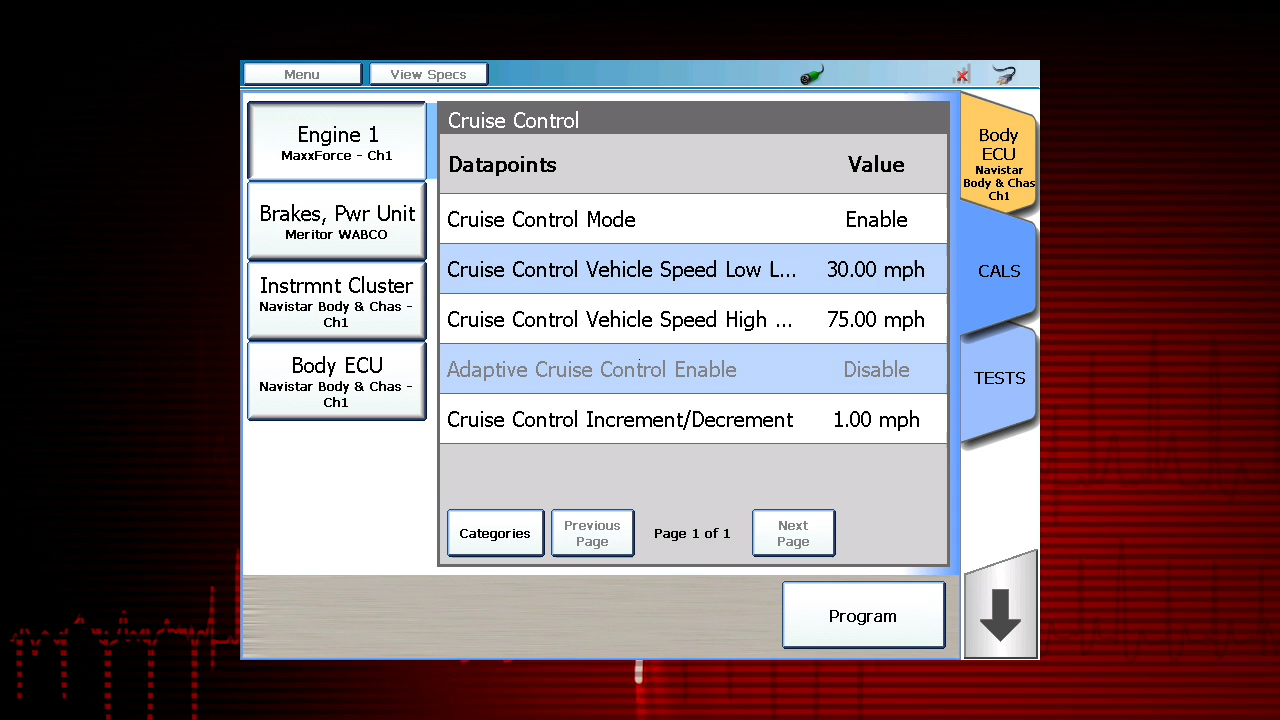 Menu
View Specs
Engine 1
MaxxForce - Ch1
Brakes, Pwr Unit
Meritor WABCO
Instrmnt Cluster
Navistar Body & Chas -
Ch1
Body ECU
Navistar Body & Chas -
Ch1
Cruise Control
Datapoints Value
Cruise Control Mode Enable
Cruise Control Vehicle Speed Low L... 30.00 mph
Cruise Control Vehicle Speed High ... 75.00 mph
Adaptive Cruise Control Enable Disable
Cruise Control Increment/Decrement 1.00 mph
Categories
Previous
Page
Page 1 of 1
Next
Page
Program
Body
ECU
Navistar
Body & Chas
Ch1
CALS
TESTS